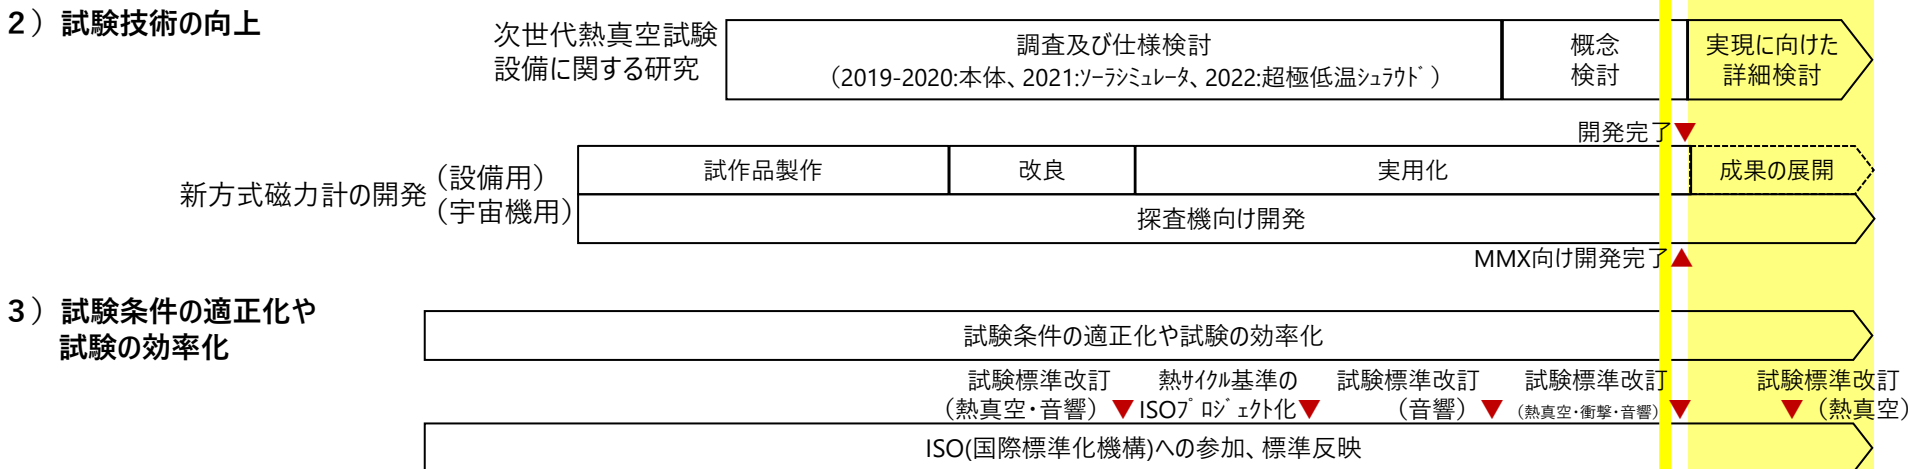 ２）試験技術の向上
次世代熱真空試験
設備に関する研究
調査及び仕様検討
（2019-2020:本体、2021:ｿｰﾗｼﾐｭﾚｰﾀ、2022:超極低温ｼｭﾗｳﾄﾞ）
概念
検討
実現に向けた
詳細検討
開発完了▼
新方式磁力計の開発
（設備用）
（宇宙機用）
試作品製作
改良
実用化
成果の展開
探査機向け開発
MMX向け開発完了▲
３）試験条件の適正化や
試験の効率化
試験条件の適正化や試験の効率化
試験標準改訂
（熱真空・音響）▼
熱ｻｲｸﾙ基準の
ISOﾌﾟﾛｼﾞｪｸﾄ化▼
試験標準改訂
（音響）▼
試験標準改訂
（熱真空・衝撃・音響）▼
試験標準改訂
▼（熱真空）
ISO(国際標準化機構)への参加、標準反映